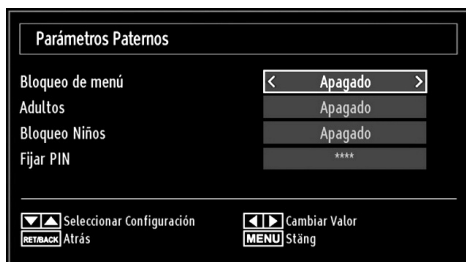 Parámetros Paternos
Bloqueo de menú < Apagado >
Adultos Apagado
Bloqueo Niños Apagado
Fijar PIN ****
Seleccionar Configuración Cambiar Valor
RET/BACK Atrás MENU Stäng